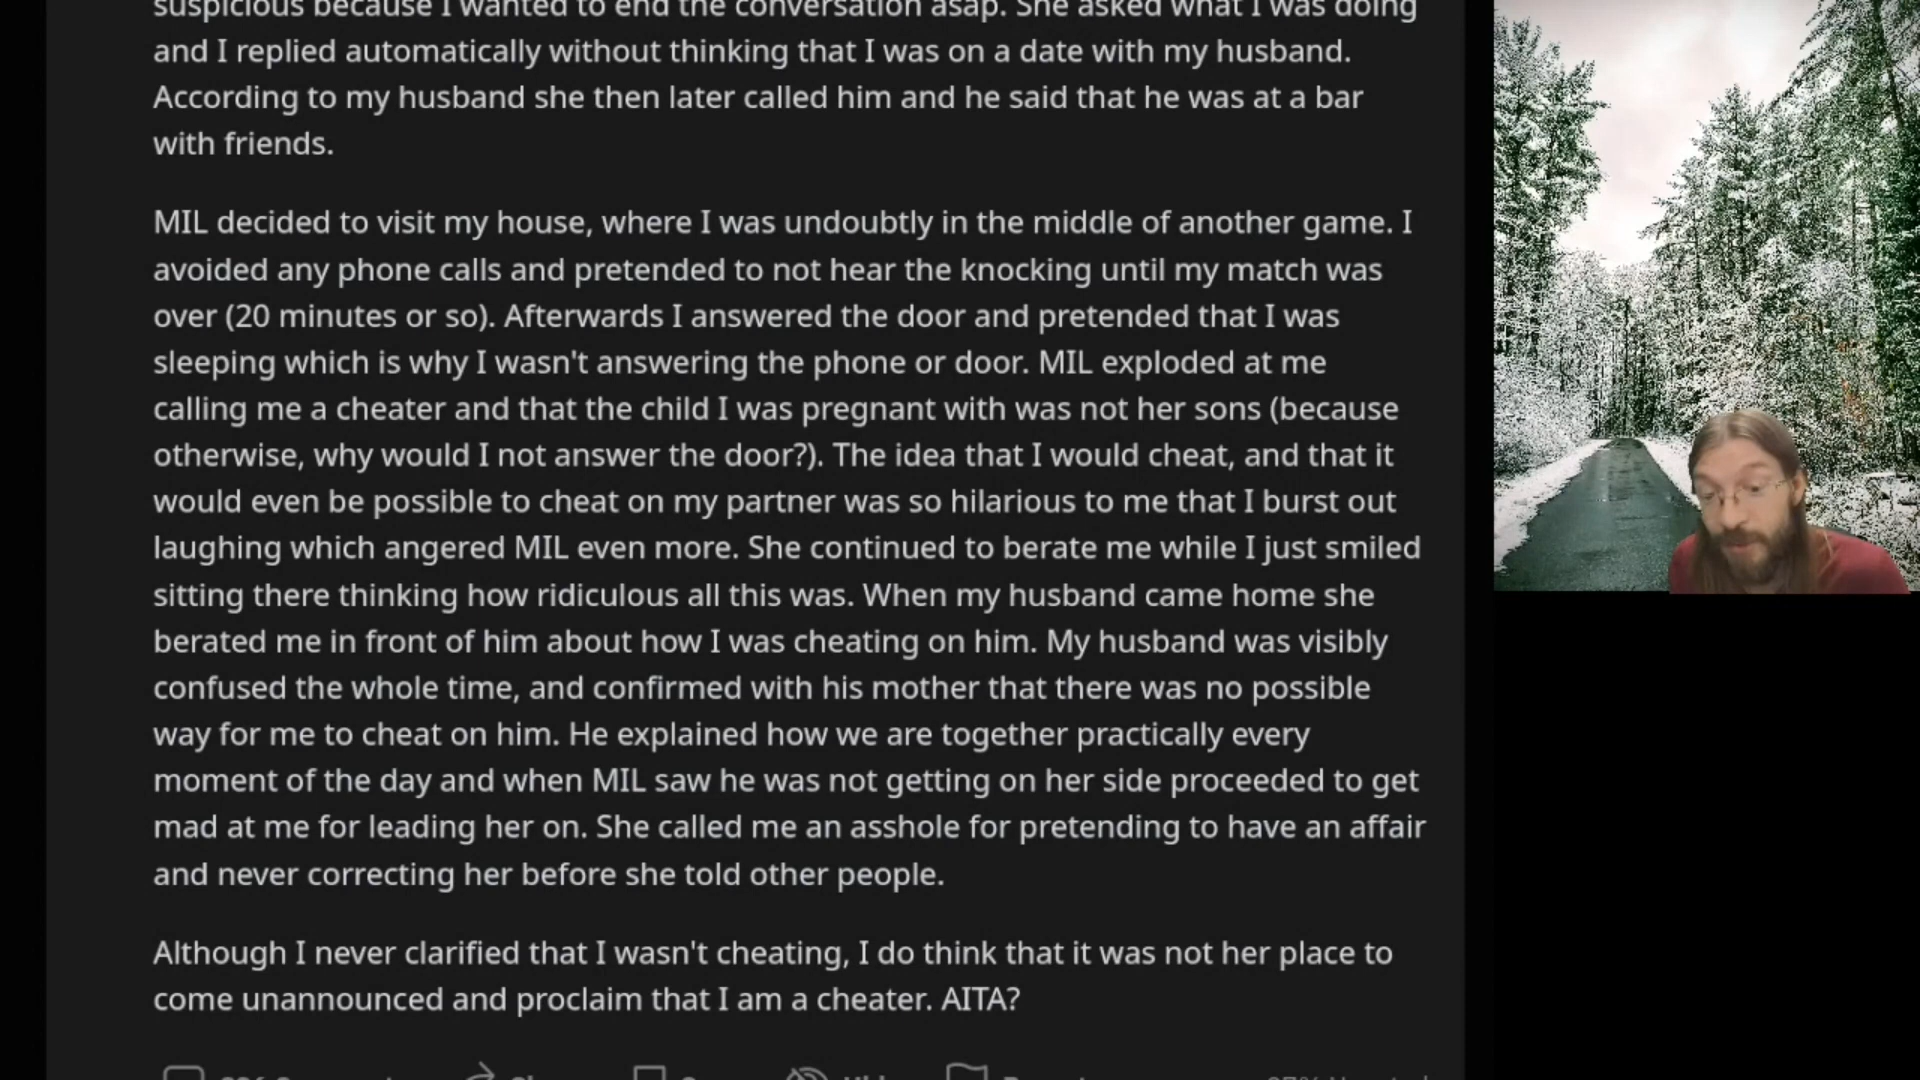 suspicious because I wanted to end the conversation asap. She asked what I was doing
and I replied automatically without thinking that I was on a date with my husband.
According to my husband she then later called him and he said that he was at a bar
with friends.
MIL decided to visit my house, where I was undoubtly in the middle of another game. I
avoided any phone calls and pretended to not hear the knocking until my match was
over (20 minutes or so). Afterwards I answered the door and pretended that I was
sleeping which is why I wasn't answering the phone or door. MIL exploded at me
calling me a cheater and that the child I was pregnant with was not her sons (because
otherwise, why would I not answer the door?). The idea that I would cheat, and that it
would even be possible to cheat on my partner was so hilarious to me that I burst out
laughing which angered MIL even more. She continued to berate me while I just smiled
sitting there thinking how ridiculous all this was. When my husband came home she
berated me in front of him about how I was cheating on him. My husband was visibly
confused the whole time, and confirmed with his mother that there was no possible
way for me to cheat on him. He explained how we are together practically every
moment of the day and when MIL saw he was not getting on her side proceeded to get
mad at me for leading her on. She called me an asshole for pretending to have an affair
and never correcting her before she told other people.
Although I never clarified that I wasn't cheating, I do think that it was not her place to
come unannounced and proclaim that I am a cheater. AITA?